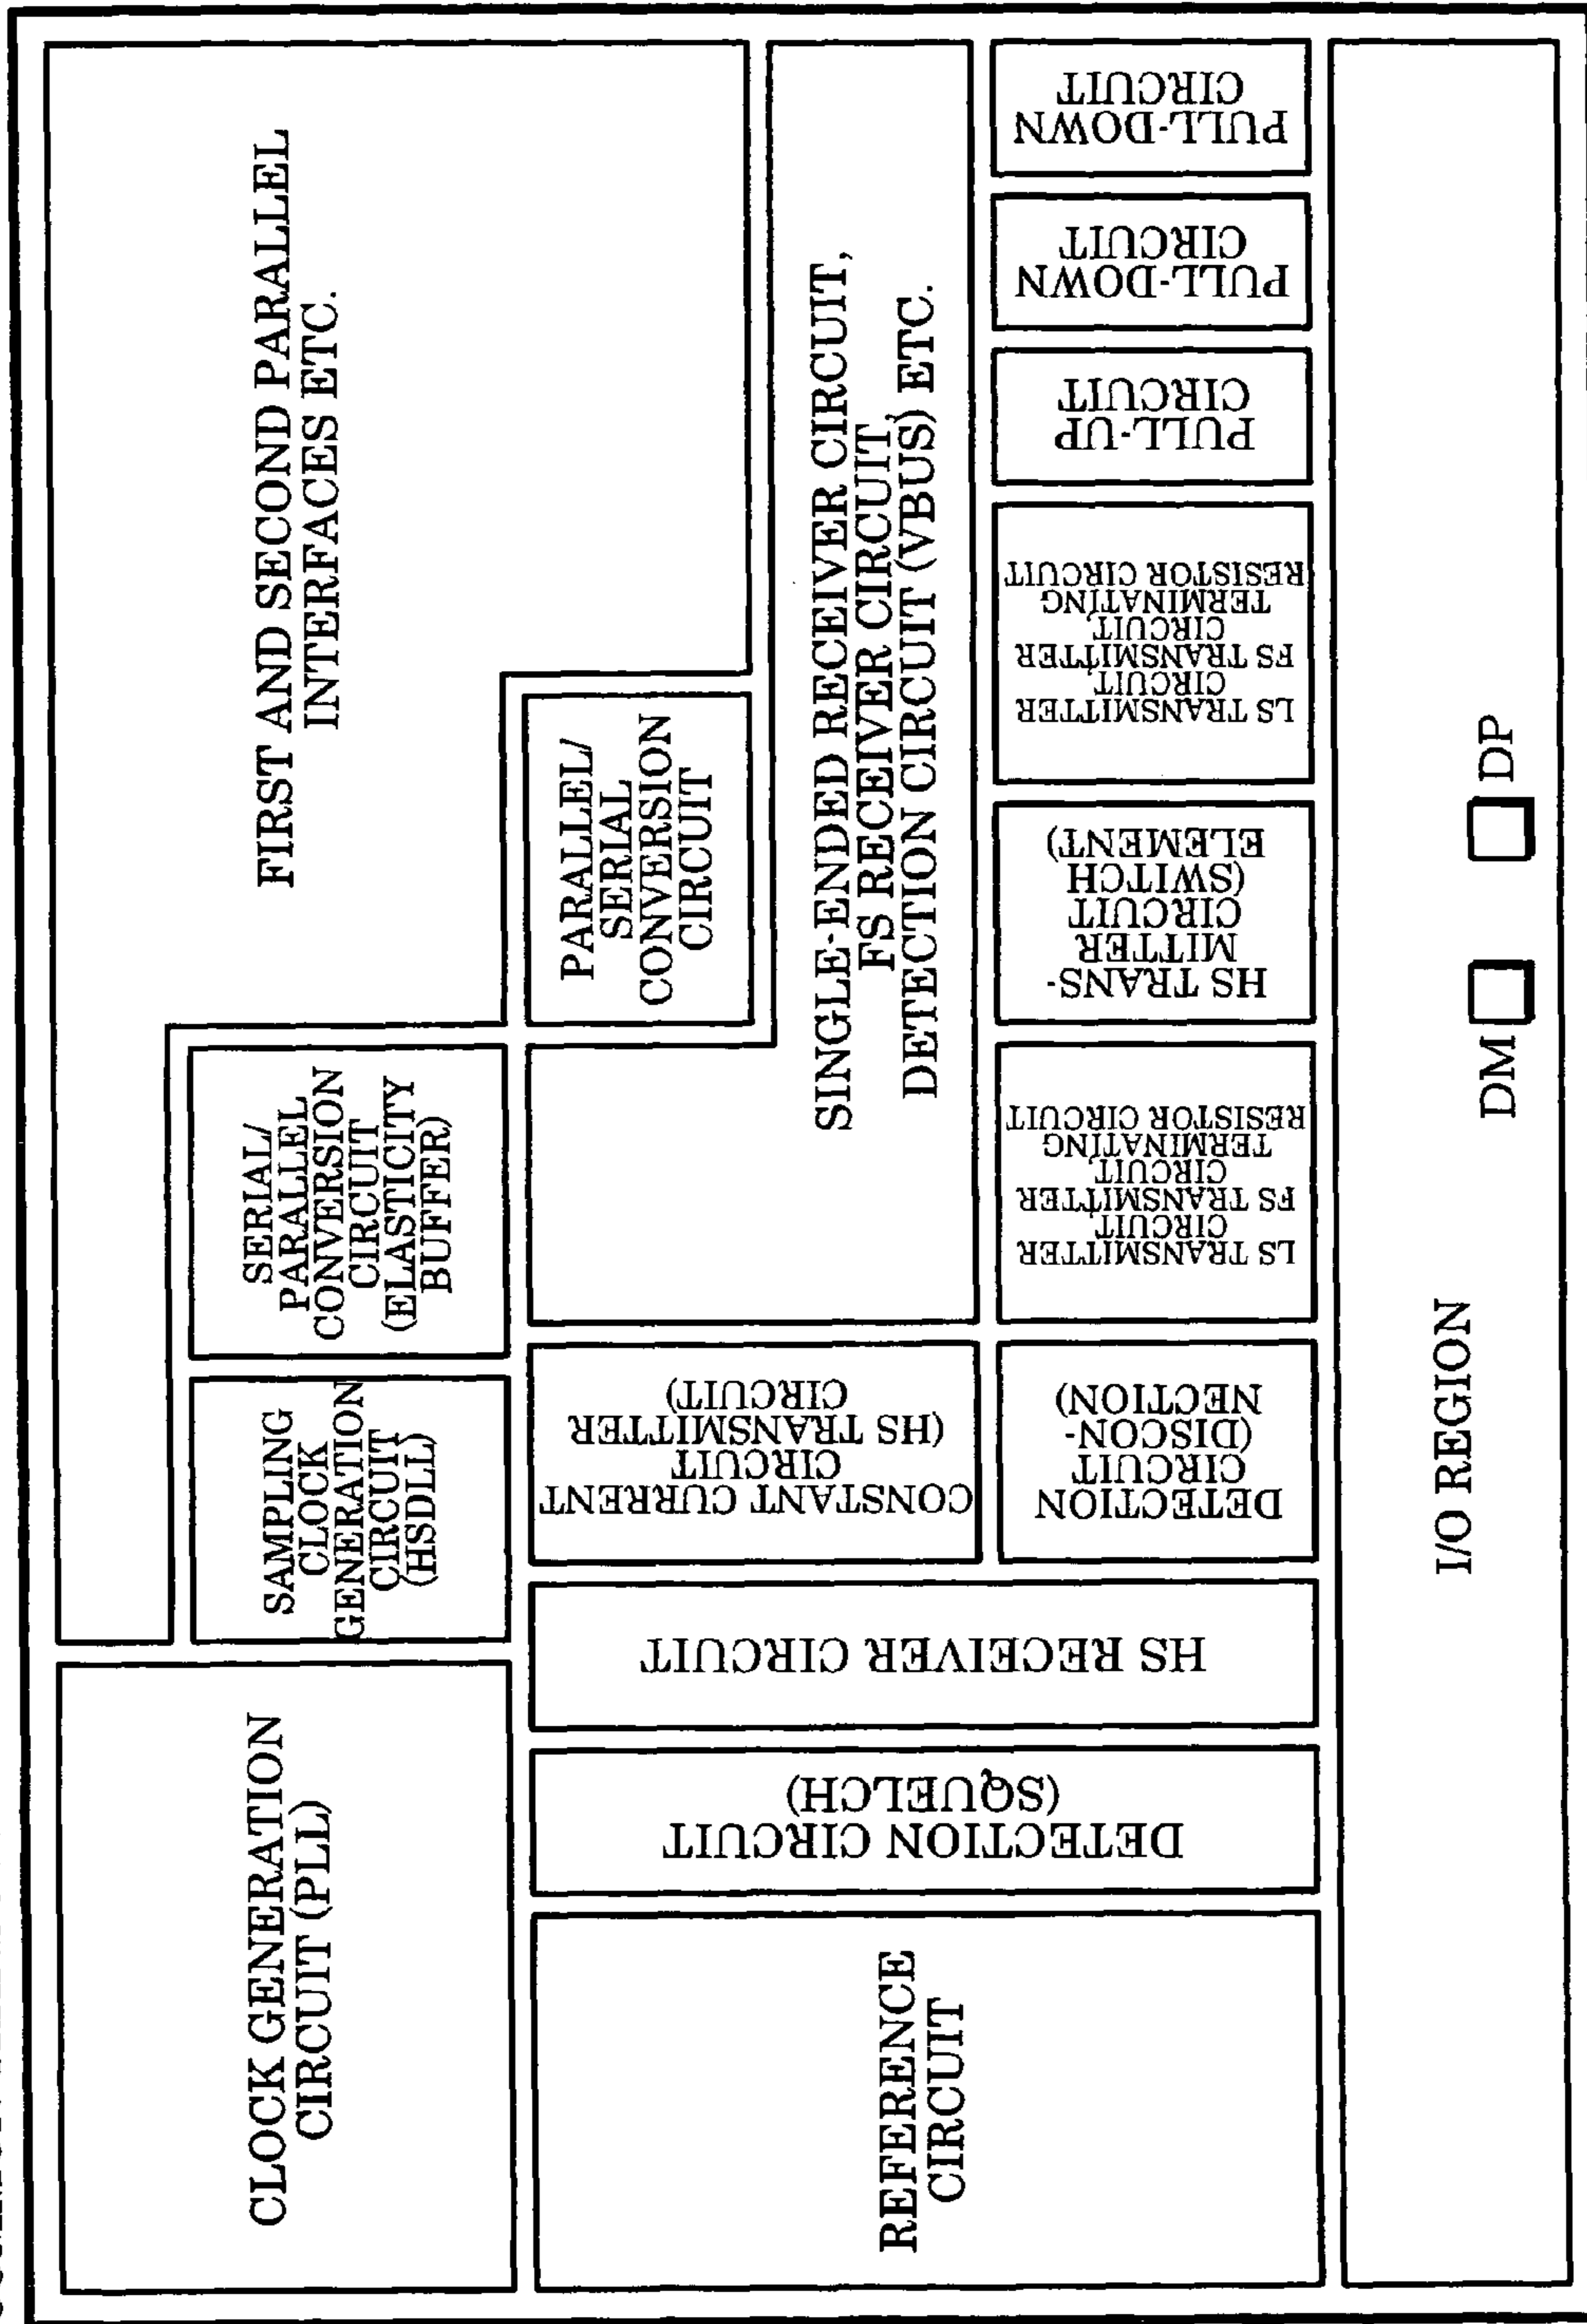 CLOCK GENERATION
CIRCUIT (PLL)
SAMPLING
CLOCK
GENERATION
CIRCUIT
(HSDLL)
SERIAL/
PARALLEL
CONVERSION
CIRCUIT
(ELASTICITY
BUFFER)
FIRST AND SECOND PARALLEL
INTERFACES ETC.
PARALLEL/
SERIAL
CONVERSION
CIRCUIT
REFERENCE
CIRCUIT
DETECTION CIRCUIT
(SQUELCH)
HS RECEIVER CIRCUIT
CONSTANT CURRENT
CIRCUIT
(HS TRANSMITTER
CIRCUIT)
SINGLE-ENDED RECEIVER CIRCUIT,
FS RECEIVER CIRCUIT,
DETECTION CIRCUIT (VBUS) ETC.
DETECTION
CIRCUIT
(DISCON-
NECTION)
LS TRANSMITTER
CIRCUIT
FS TRANSMITTER
CIRCUIT,
TERMINATING
RESISTOR CIRCUIT
HS TRANS-
MITTER
CIRCUIT
(SWITCH
ELEMENT)
LS TRANSMITTER
CIRCUIT
FS TRANSMITTER
CIRCUIT,
TERMINATING
RESISTOR CIRCUIT
PULL-UP
CIRCUIT
PULL-DOWN
CIRCUIT
PULL-DOWN
CIRCUIT
I/O REGION
DM
DP